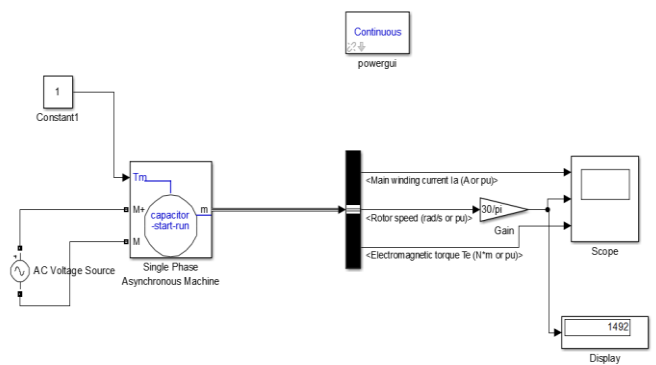 Continuous
powergui
1
Constant1
Tm
M+
M
m
capacitor
-start-run
Single Phase
Asynchronous Machine
AC Voltage Source
<Main winding current Ia (A or pu)>
<Rotor speed (rad/s or pu)>
30/pi
Gain
<Electromagnetic torque Te (N*m or pu)>
Scope
1492
Display